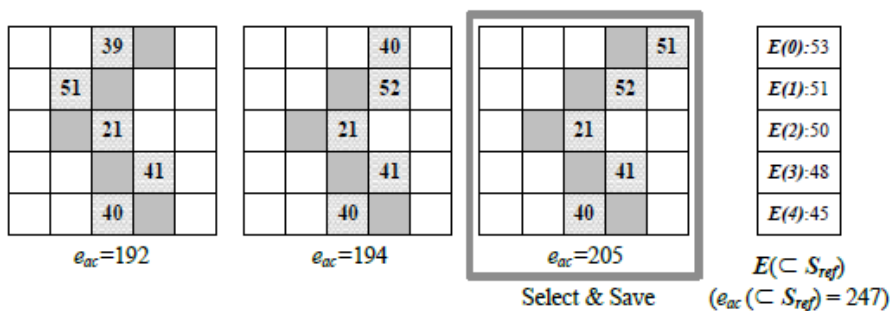 39 40 51 E(0):53
51 52 52 E(1):51
21 21 21 E(2):50
41 41 41 E(3):48
40 40 40 E(4):45
e_ac=192 e_ac=194 e_ac=205 E(⊂ S_ref)
Select & Save (e_ac (⊂ S_ref) = 247)